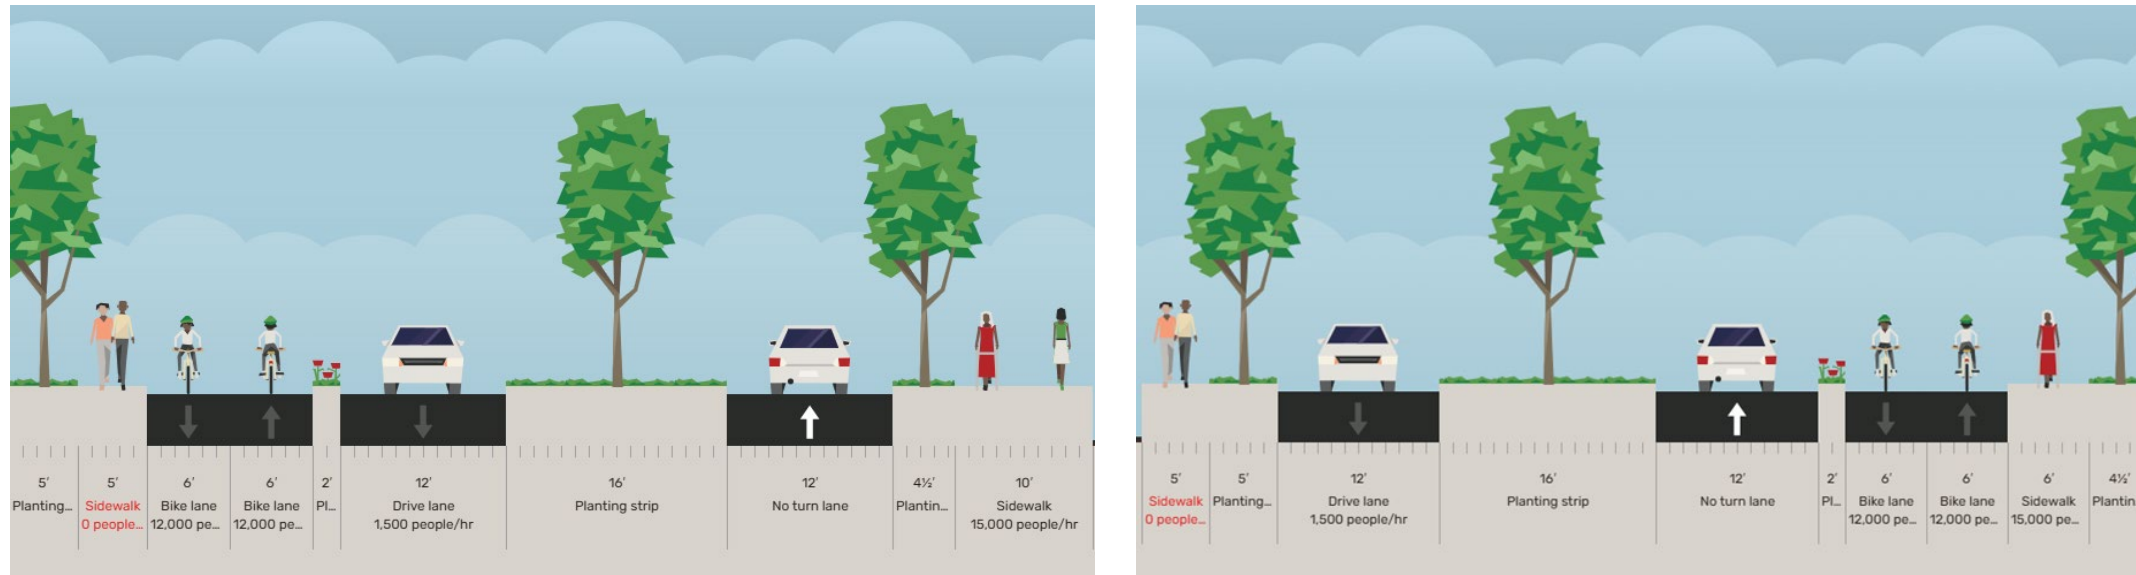 5′ 5′ 6′ 6′ 2′ 12′ 16′ 12′ 4½′ 10′
Planting… Sidewalk Bike lane Bike lane Pl… Drive lane Planting strip No turn lane Plantin… Sidewalk
0 people… 12,000 pe… 12,000 pe… 1,500 people/hr 15,000 people/hr
5′ 5′ 12′ 16′ 12′ 2′ 6′ 6′ 6′ 4½′
Sidewalk Planting… Drive lane Planting strip No turn lane Pl… Bike lane Bike lane Sidewalk Plantin
0 people… 1,500 people/hr 12,000 pe… 12,000 pe… 15,000 pe…